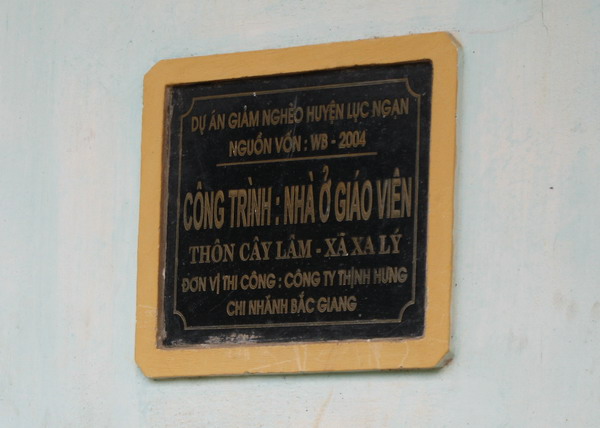 DỰ ÁN GIẢM NGHÈO HUYỆN LỤC NGẠN
NGUỒN VỐN : WB - 2004
CÔNG TRÌNH : NHÀ Ở GIÁO VIÊN
THÔN CÂY LÂM - XÃ XA LÝ
ĐƠN VỊ THI CÔNG : CÔNG TY THỊNH HƯNG
CHI NHÁNH BẮC GIANG